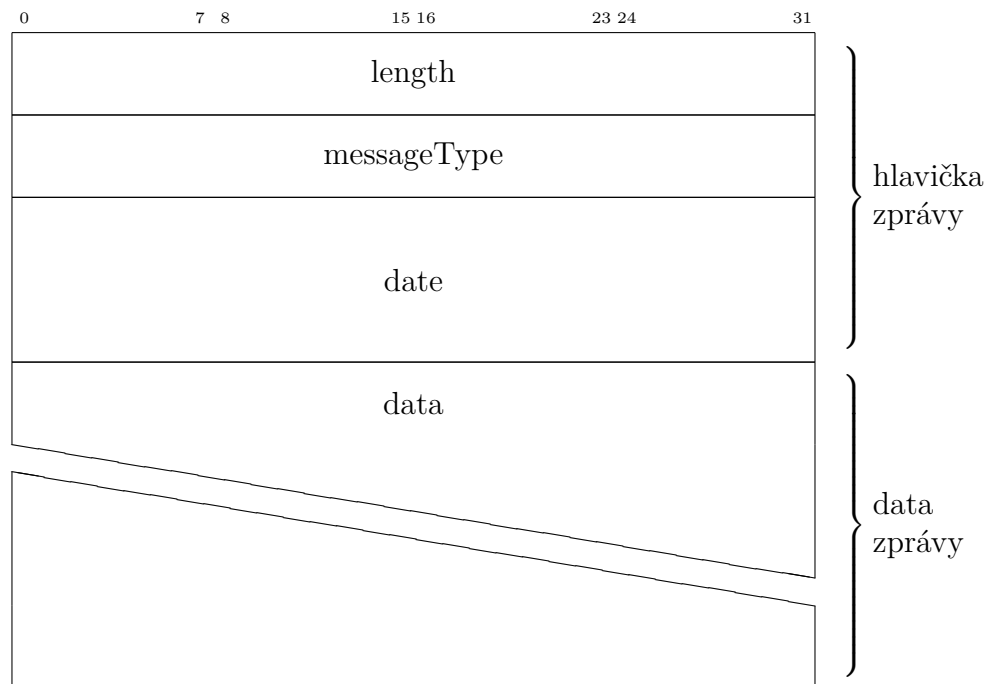 0 7 8 15 16 23 24 31
length
messageType
hlavička
zprávy
date
data
data
zprávy